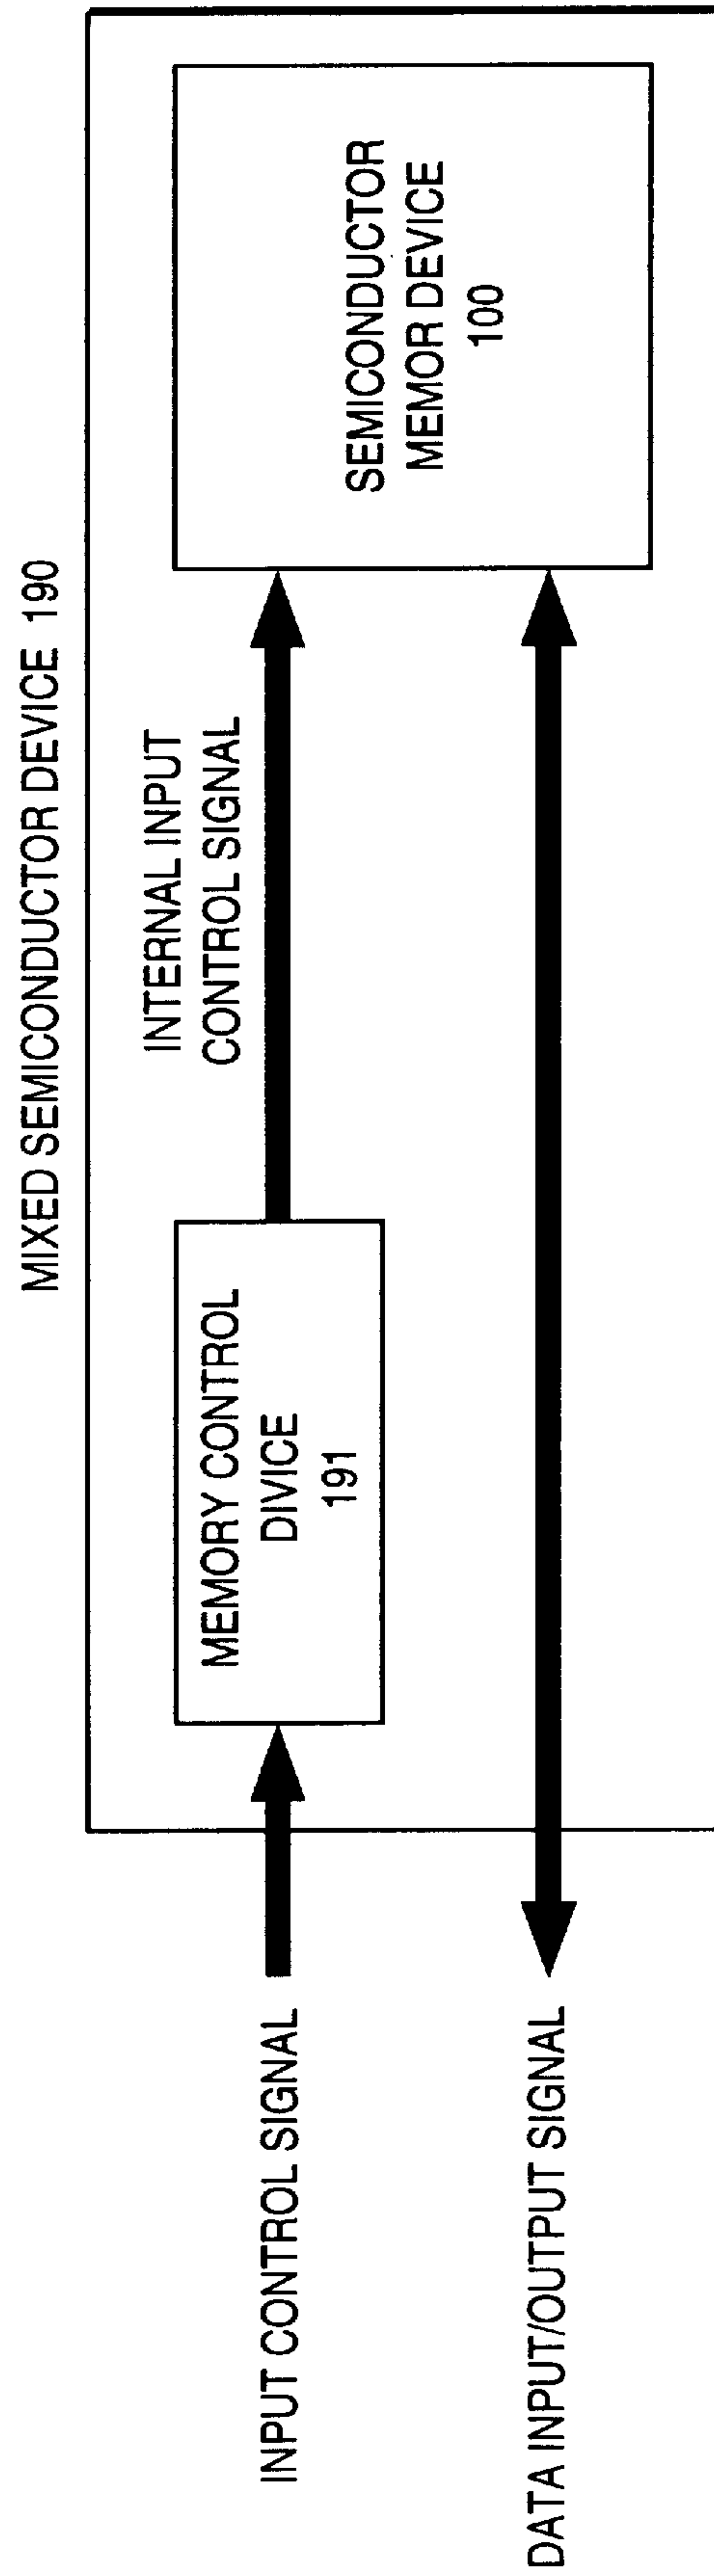 MIXED SEMICONDUCTOR DEVICE 190
INPUT CONTROL SIGNAL
MEMORY CONTROL
DIVICE
191
INTERNAL INPUT
CONTROL SIGNAL
SEMICONDUCTOR
MEMOR DEVICE
100
DATA INPUT/OUTPUT SIGNAL